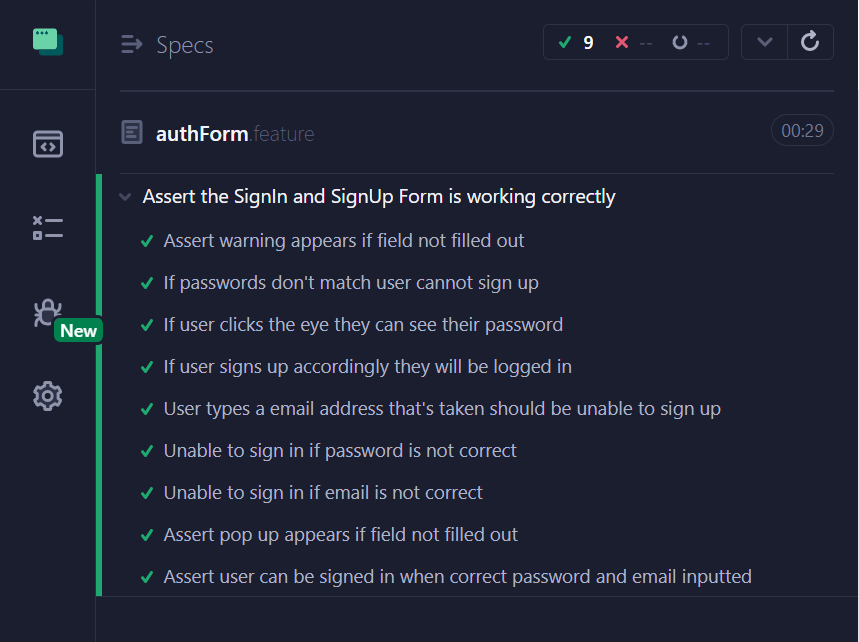 Specs
9
--
--
authForm.feature
00:29
Assert the SignIn and SignUp Form is working correctly
Assert warning appears if field not filled out
If passwords don't match user cannot sign up
If user clicks the eye they can see their password
New
If user signs up accordingly they will be logged in
User types a email address that's taken should be unable to sign up
Unable to sign in if password is not correct
Unable to sign in if email is not correct
Assert pop up appears if field not filled out
Assert user can be signed in when correct password and email inputted